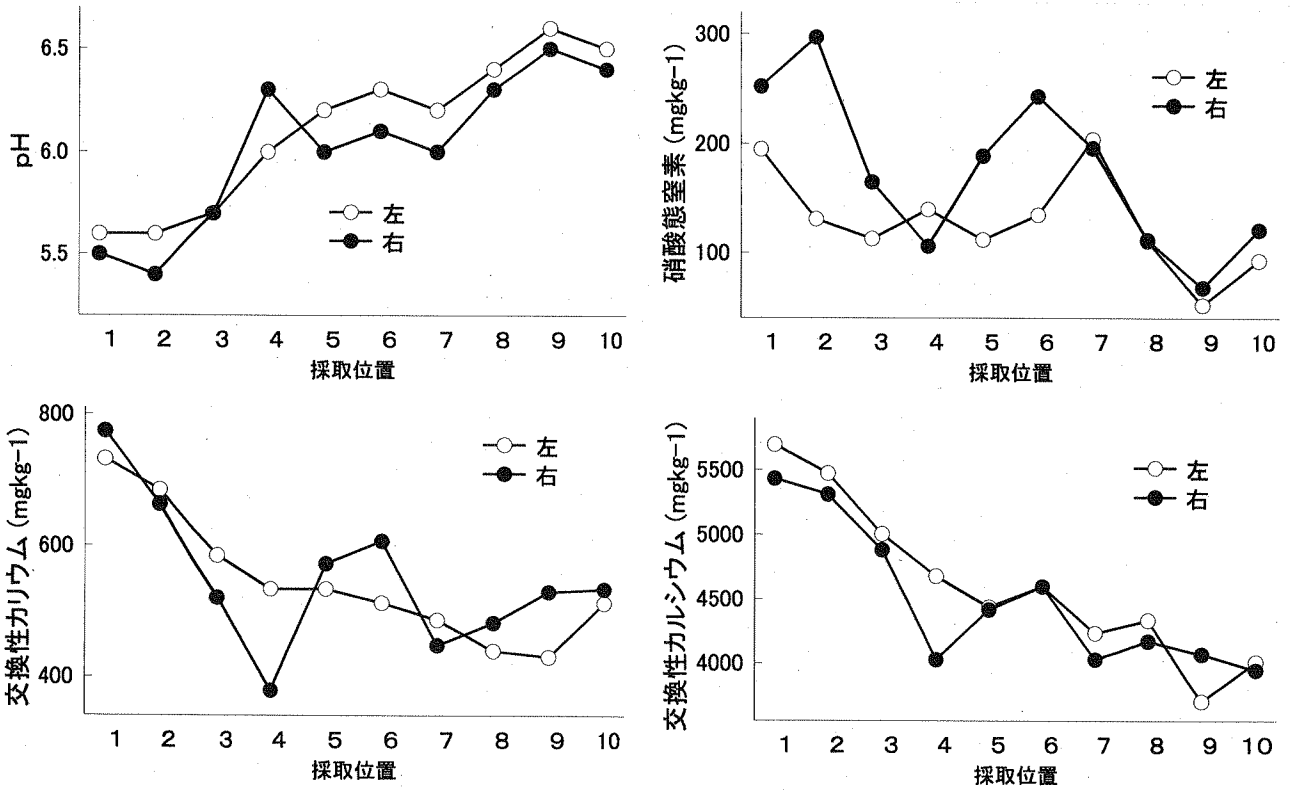 pH
6.5
6.0
5.5
左
右
1 2 3 4 5 6 7 8 9 10
採取位置
硝酸態窒素 (mgkg-1)
300
200
100
左
右
1 2 3 4 5 6 7 8 9 10
採取位置
交換性カリウム (mgkg-1)
800
600
400
左
右
1 2 3 4 5 6 7 8 9 10
採取位置
交換性カルシウム (mgkg-1)
5500
5000
4500
4000
左
右
1 2 3 4 5 6 7 8 9 10
採取位置